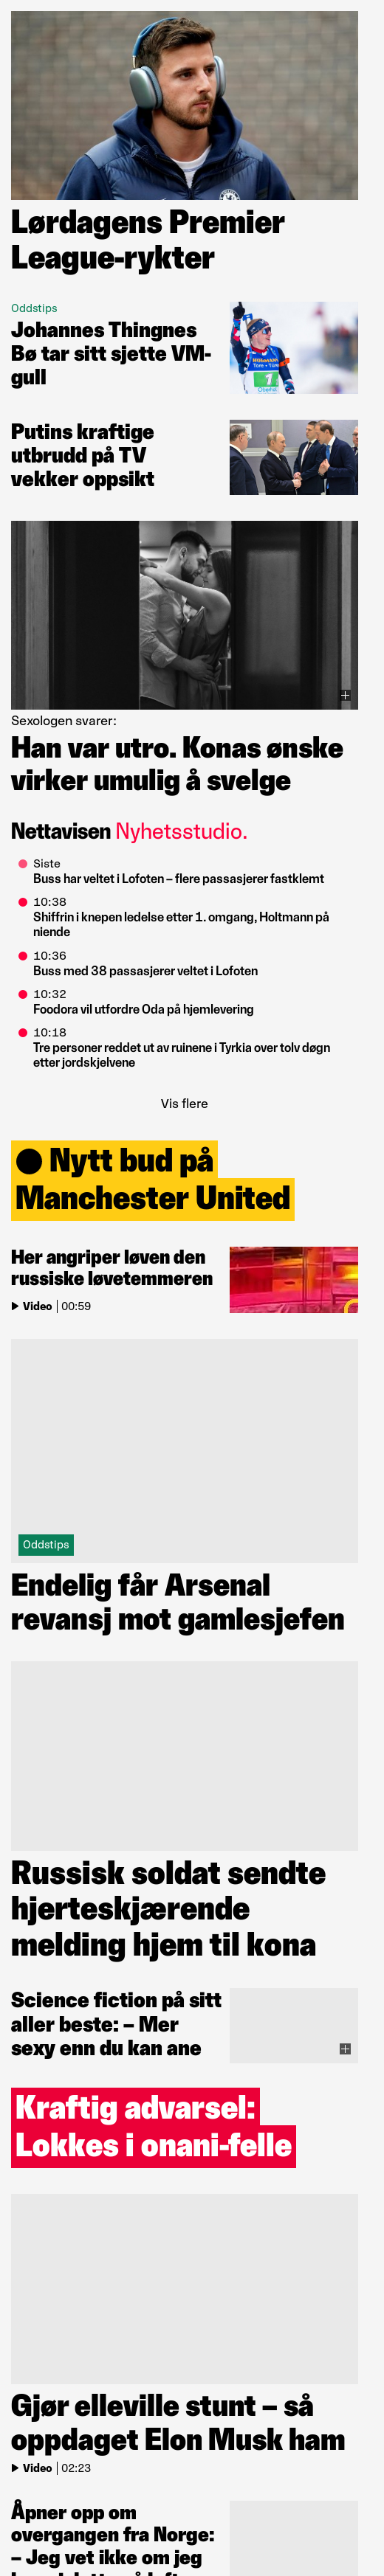 Lørdagens Premier
League-rykter
Oddstips
Johannes Thingnes
Bø tar sitt sjette VM-
gull
1
Putins kraftige
utbrudd på TV
vekker oppsikt
Sexologen svarer:
Han var utro. Konas ønske
virker umulig å svelge
Nettavisen Nyhetsstudio.
Siste
Buss har veltet i Lofoten – flere passasjerer fastklemt
10:38
Shiffrin i knepen ledelse etter 1. omgang, Holtmann på
niende
10:36
Buss med 38 passasjerer veltet i Lofoten
10:32
Foodora vil utfordre Oda på hjemlevering
10:18
Tre personer reddet ut av ruinene i Tyrkia over tolv døgn
etter jordskjelvene
Vis flere
Nytt bud på
Manchester United
Her angriper løven den
russiske løvetemmeren
Video 00:59
Oddstips
Endelig får Arsenal
revansj mot gamlesjefen
Russisk soldat sendte
hjerteskjærende
melding hjem til kona
Science fiction på sitt
aller beste: – Mer
sexy enn du kan ane
Kraftig advarsel:
Lokkes i onani-felle
Gjør elleville stunt – så
oppdaget Elon Musk ham
Video 02:23
Åpner opp om
overgangen fra Norge:
– Jeg vet ikke om jeg